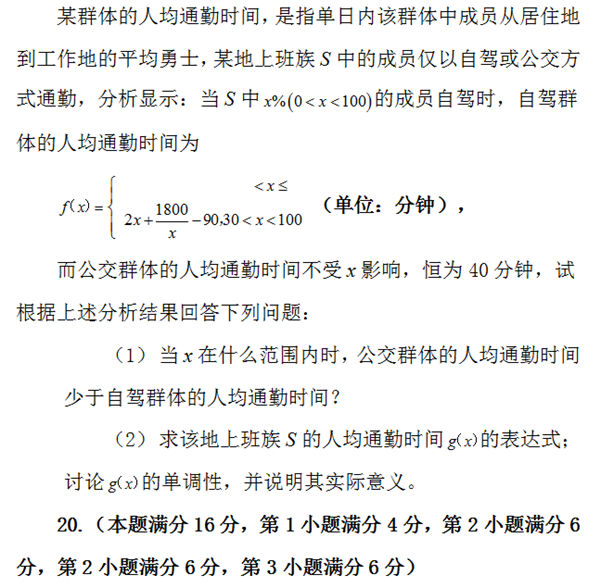 某群体的人均通勤时间，是指单日内该群体中成员从居住地
到工作地的平均勇士，某地上班族 S 中的成员仅以自驾或公交方
式通勤，分析显示：当 S 中 x%(0<x<100) 的成员自驾时，自驾群
体的人均通勤时间为
f(x)={ <x≤
2x+1800/x−90,30<x<100 （单位：分钟），
而公交群体的人均通勤时间不受 x 影响，恒为 40 分钟，试
根据上述分析结果回答下列问题：
（1）当 x 在什么范围内时，公交群体的人均通勤时间
少于自驾群体的人均通勤时间？
（2）求该地上班族 S 的人均通勤时间 g(x) 的表达式；
讨论 g(x) 的单调性，并说明其实际意义。
20.（本题满分 16 分，第 1 小题满分 4 分，第 2 小题满分 6
分，第 2 小题满分 6 分，第 3 小题满分 6 分）